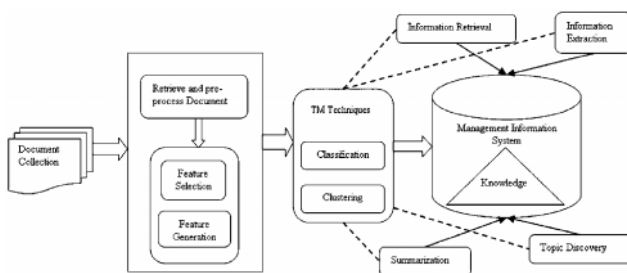 Information Retrieval
Information
Extraction
Retrieve and pre-
process Document
TM Techniques
Document
Collection
Classification
Management Information
System
Feature
Selection
Clustering
Knowledge
Feature
Generation
Summarization
Topic Discovery